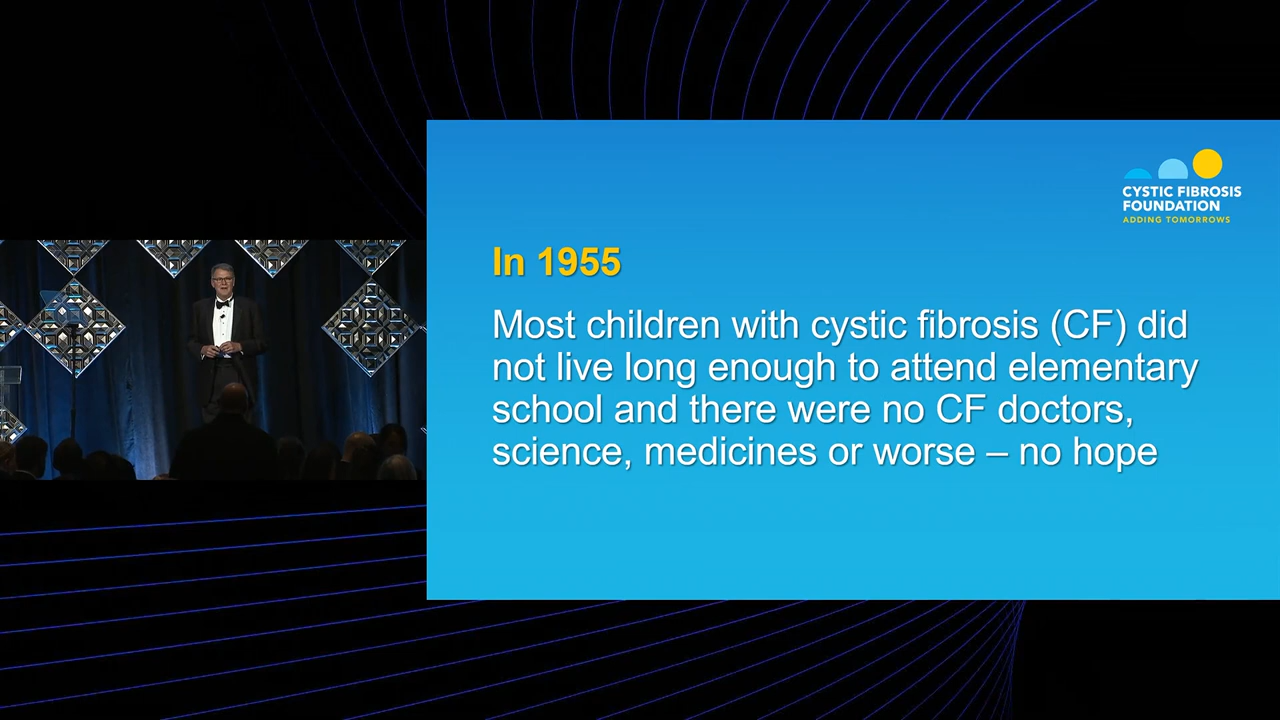 CYSTIC FIBROSIS
FOUNDATION
ADDING TOMORROWS
In 1955
Most children with cystic fibrosis (CF) did
not live long enough to attend elementary
school and there were no CF doctors,
science, medicines or worse – no hope